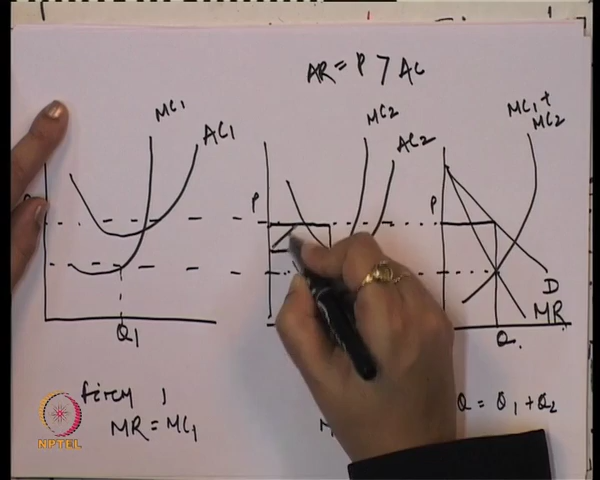 AR = P > AC
MC1
AC1
Q1
firm 1
MR = MC1
MC2
AC2
P
MC1 +
MC2
P
D
MR
Q.
Q = Q1 + Q2
NPTEL